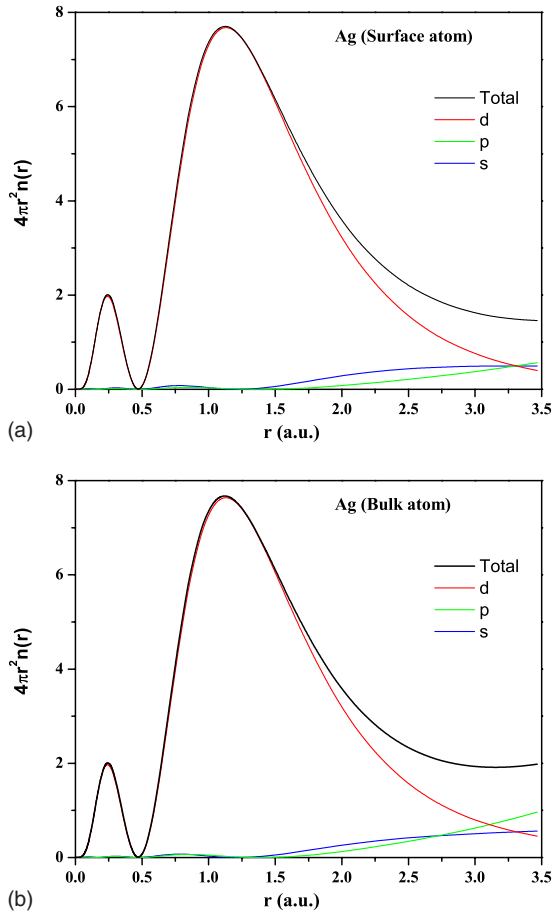 8
Ag (Surface atom)
Total
d
p
s
6
4
2
0
4πr²n(r)
0.0 0.5 1.0 1.5 2.0 2.5 3.0 3.5
r (a.u.)
(a)
8
Ag (Bulk atom)
Total
d
p
s
6
4
2
0
4πr²n(r)
0.0 0.5 1.0 1.5 2.0 2.5 3.0 3.5
r (a.u.)
(b)